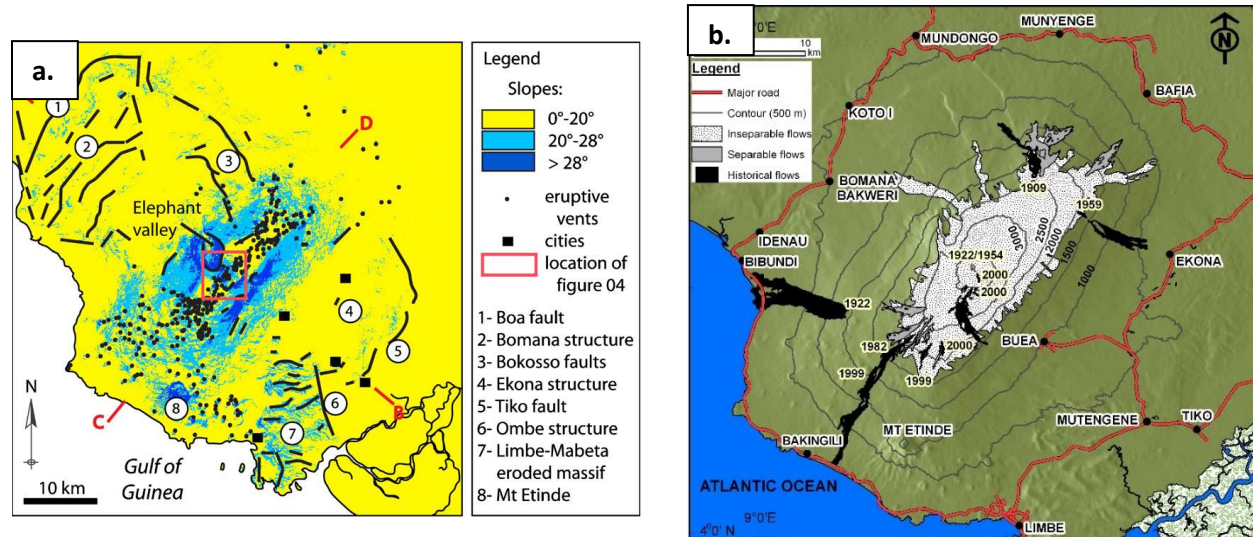 a.
Legend
Slopes:
0°-20°
20°-28°
> 28°
eruptive
vents
cities
location of
figure 04
1- Boa fault
2- Bomana structure
3- Bokosso faults
4- Ekona structure
5- Tiko fault
6- Ombe structure
7- Limbe-Mabeta
eroded massif
8- Mt Etinde
1
2
3
D
Elephant
valley
4
5
6
7
8
C
B
N
10 km
Gulf of
Guinea
b.
0'E
10
km
Legend
Major road
Contour (500 m)
Inseparable flows
Separable flows
Historical flows
N
MUNYENGE
MUNDONGO
BAFIA
KOTO I
BOMANA
BAKWERI
1909
1959
IDENAU
BIBUNDI
EKONA
3000
2500
2000
1500
1000
1922/1954
2000
2000
1922
1982
2000
BUEA
1999
1999
MT ETINDE
MUTENGENE
TIKO
BAKINGILI
ATLANTIC OCEAN
9°0'E
4°0' N
LIMBE